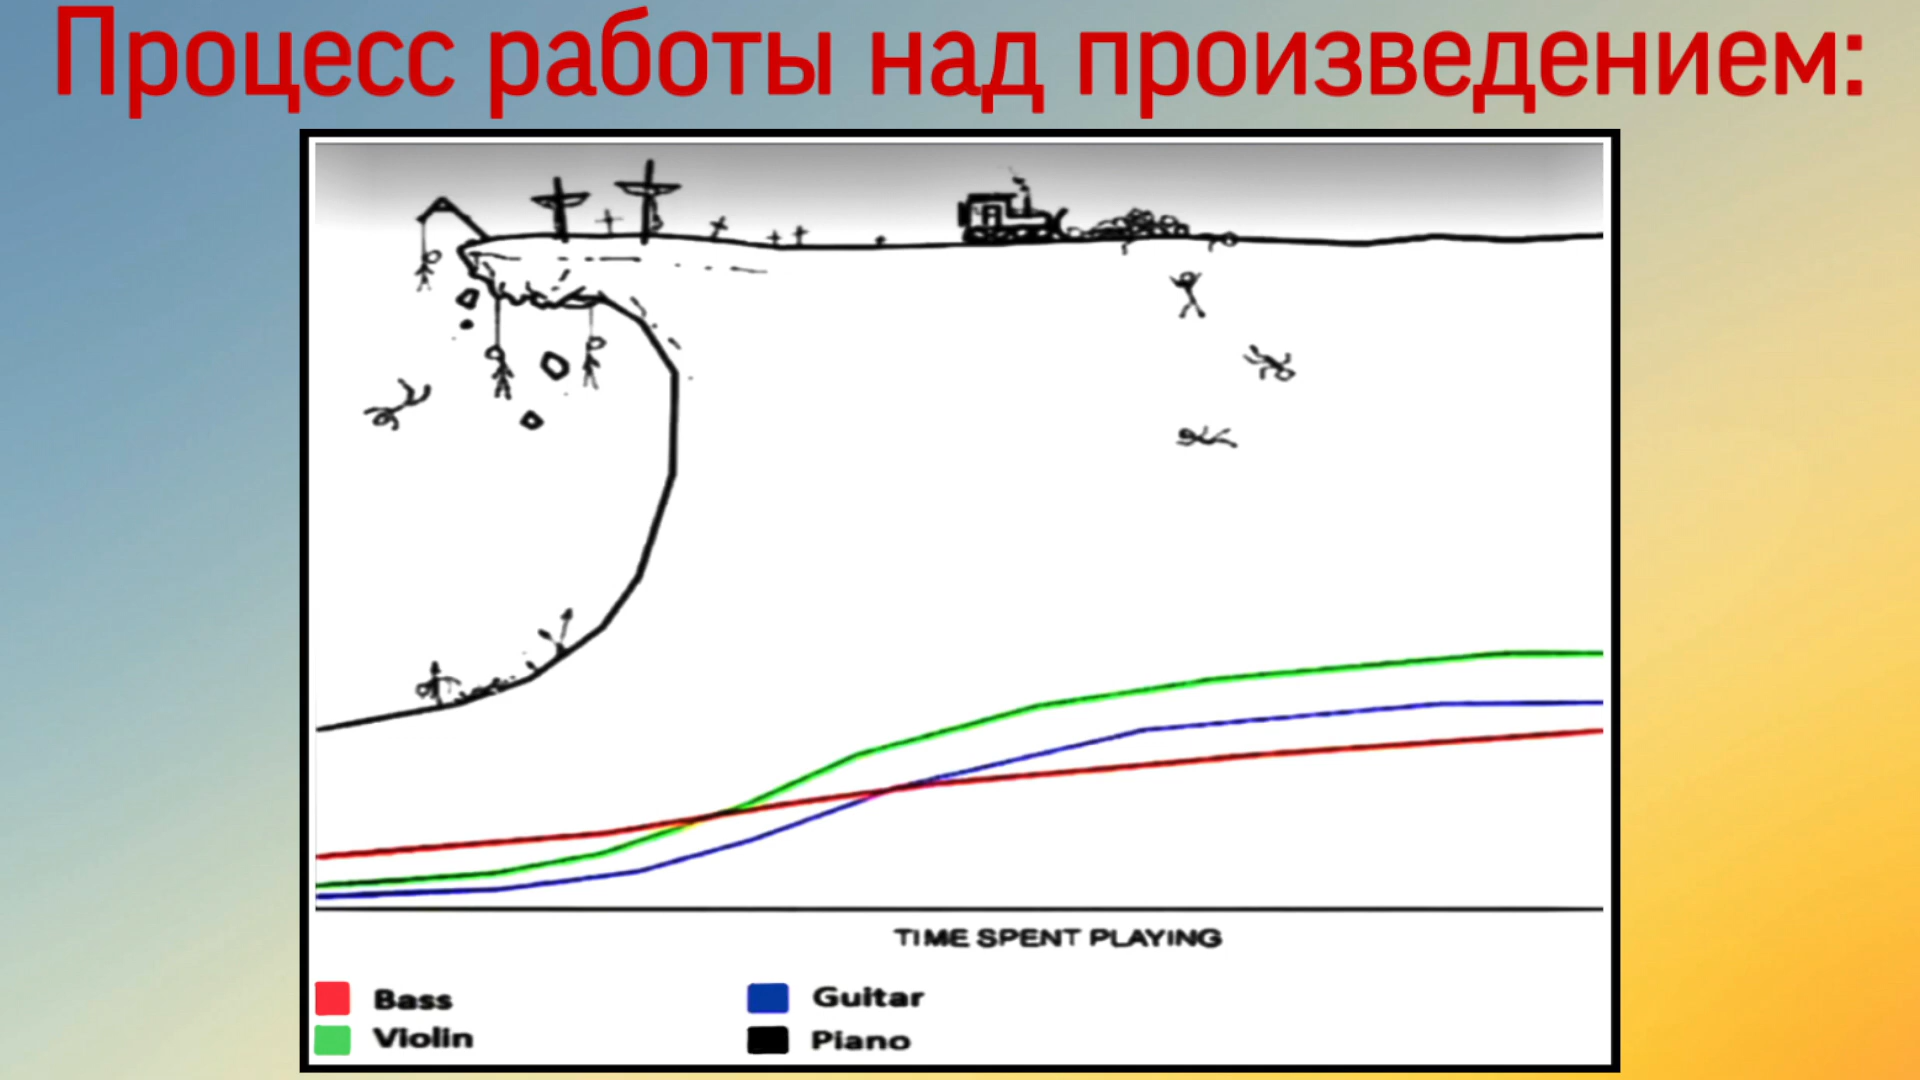 Процесс работы над произведением:
TIME SPENT PLAYING
Bass
Guitar
Violin
Piano